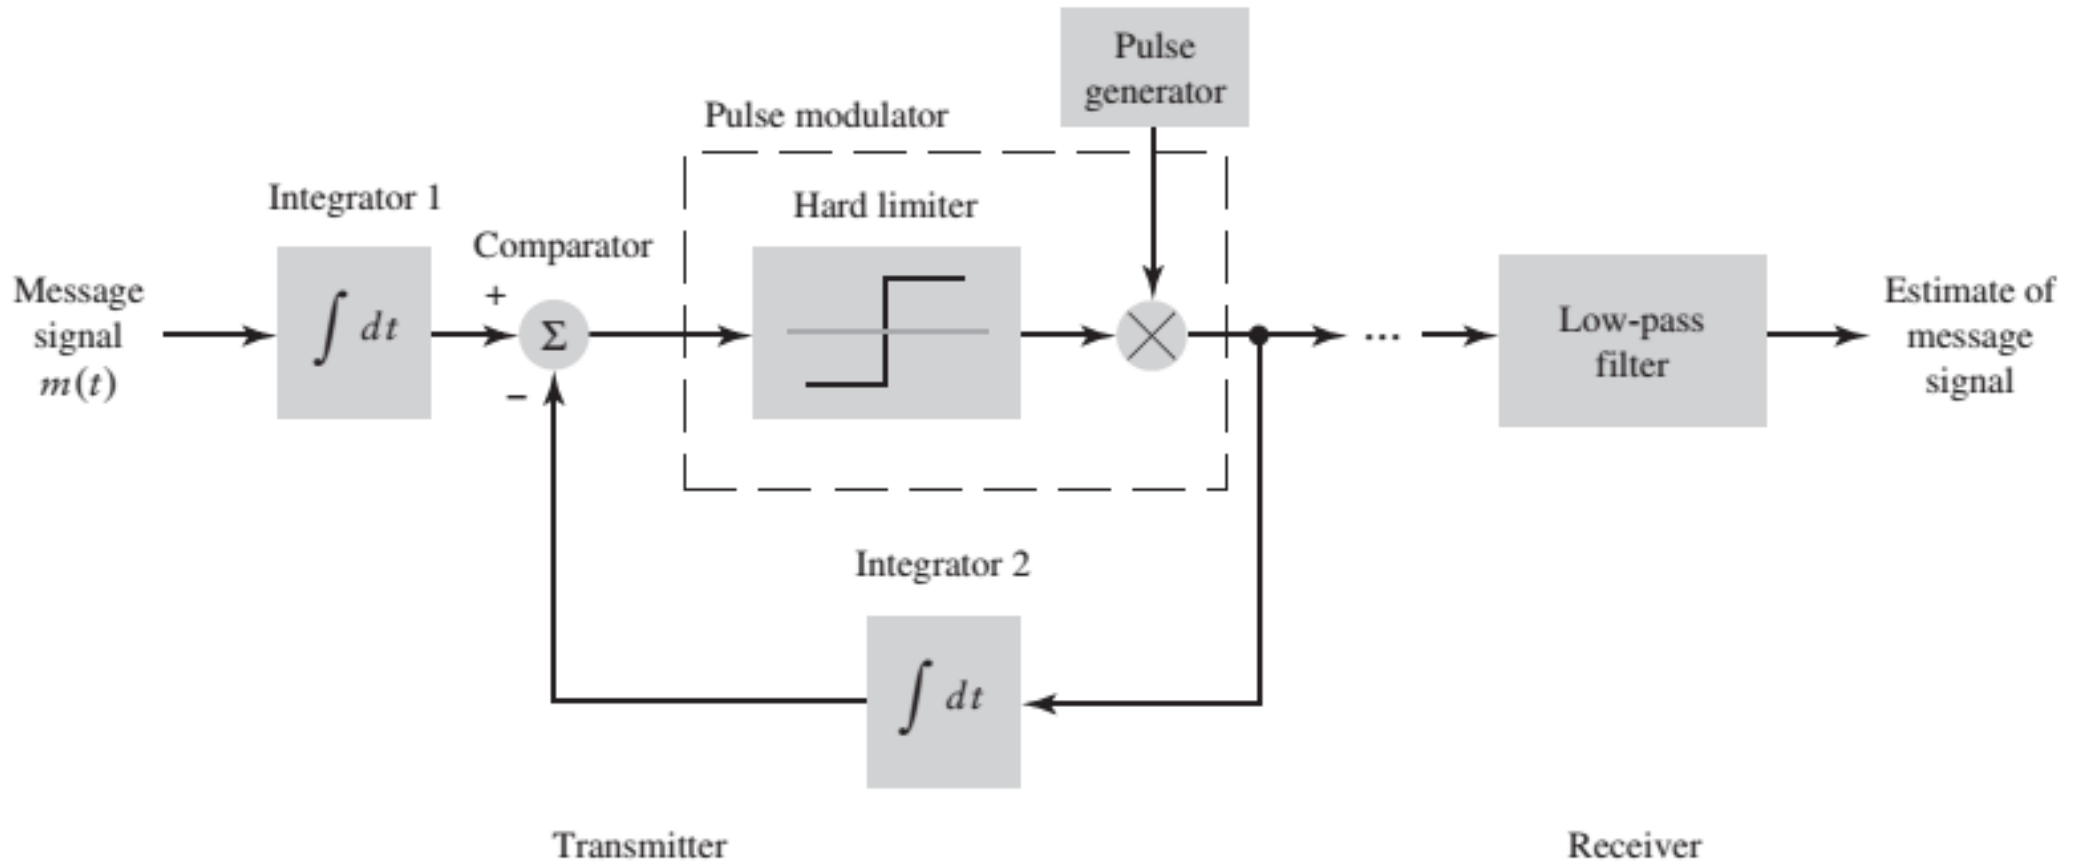 Pulse
generator
Pulse modulator
Integrator 1
Hard limiter
Comparator
Message
signal
m(t)
∫ dt
+
Σ
−
...
Low-pass
filter
Estimate of
message
signal
Integrator 2
∫ dt
Transmitter
Receiver